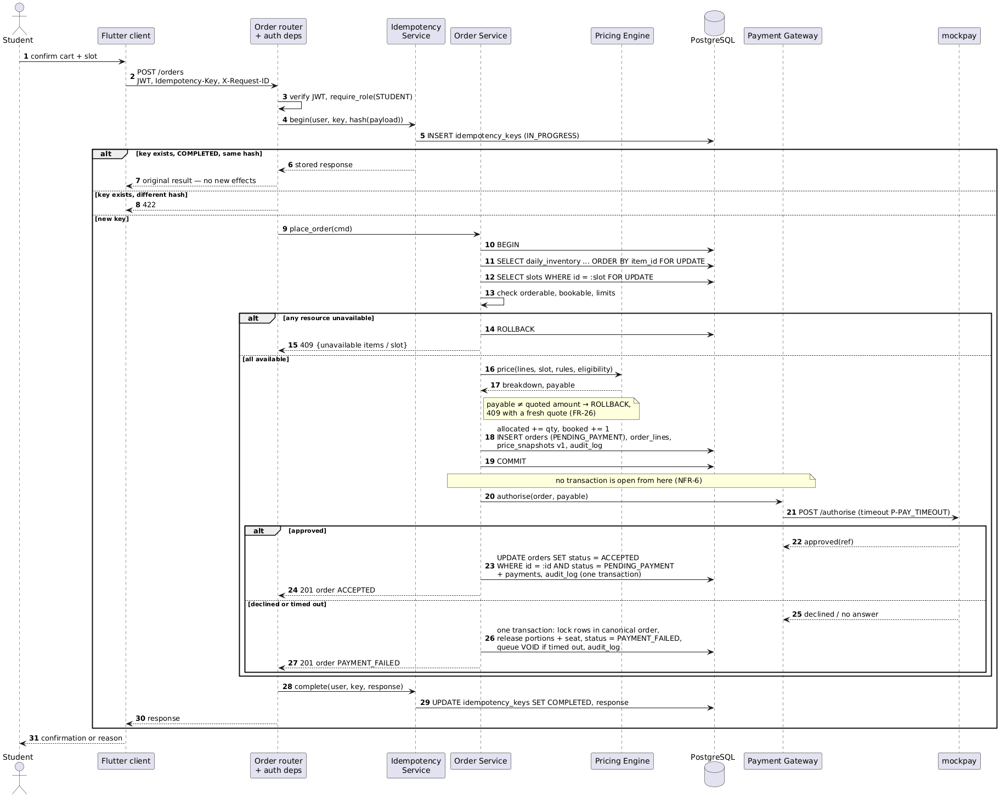 Student
Flutter client
Order router
+ auth deps
Idempotency
Service
Order Service
Pricing Engine
PostgreSQL
Payment Gateway
mockpay
1 confirm cart + slot
2 POST /orders
JWT, Idempotency-Key, X-Request-ID
3 verify JWT, require_role(STUDENT)
4 begin(user, key, hash(payload))
5 INSERT idempotency_keys (IN_PROGRESS)
alt [key exists, COMPLETED, same hash]
6 stored response
7 original result — no new effects
[key exists, different hash]
8 422
[new key]
9 place_order(cmd)
10 BEGIN
11 SELECT daily_inventory ... ORDER BY item_id FOR UPDATE
12 SELECT slots WHERE id = :slot FOR UPDATE
13 check orderable, bookable, limits
alt [any resource unavailable]
14 ROLLBACK
15 409 {unavailable items / slot}
[all available]
16 price(lines, slot, rules, eligibility)
17 breakdown, payable
payable ≠ quoted amount → ROLLBACK,
409 with a fresh quote (FR-26)
allocated += qty, booked += 1
18 INSERT orders (PENDING_PAYMENT), order_lines,
price_snapshots v1, audit_log
19 COMMIT
no transaction is open from here (NFR-6)
20 authorise(order, payable)
21 POST /authorise (timeout P-PAY_TIMEOUT)
alt [approved]
22 approved(ref)
UPDATE orders SET status = ACCEPTED
23 WHERE id = :id AND status = PENDING_PAYMENT
+ payments, audit_log (one transaction)
24 201 order ACCEPTED
[declined or timed out]
25 declined / no answer
one transaction: lock rows in canonical order,
26 release portions + seat, status = PAYMENT_FAILED,
queue VOID if timed out, audit_log
27 201 order PAYMENT_FAILED
28 complete(user, key, response)
29 UPDATE idempotency_keys SET COMPLETED, response
30 response
31 confirmation or reason
Student
Flutter client
Order router
+ auth deps
Idempotency
Service
Order Service
Pricing Engine
PostgreSQL
Payment Gateway
mockpay